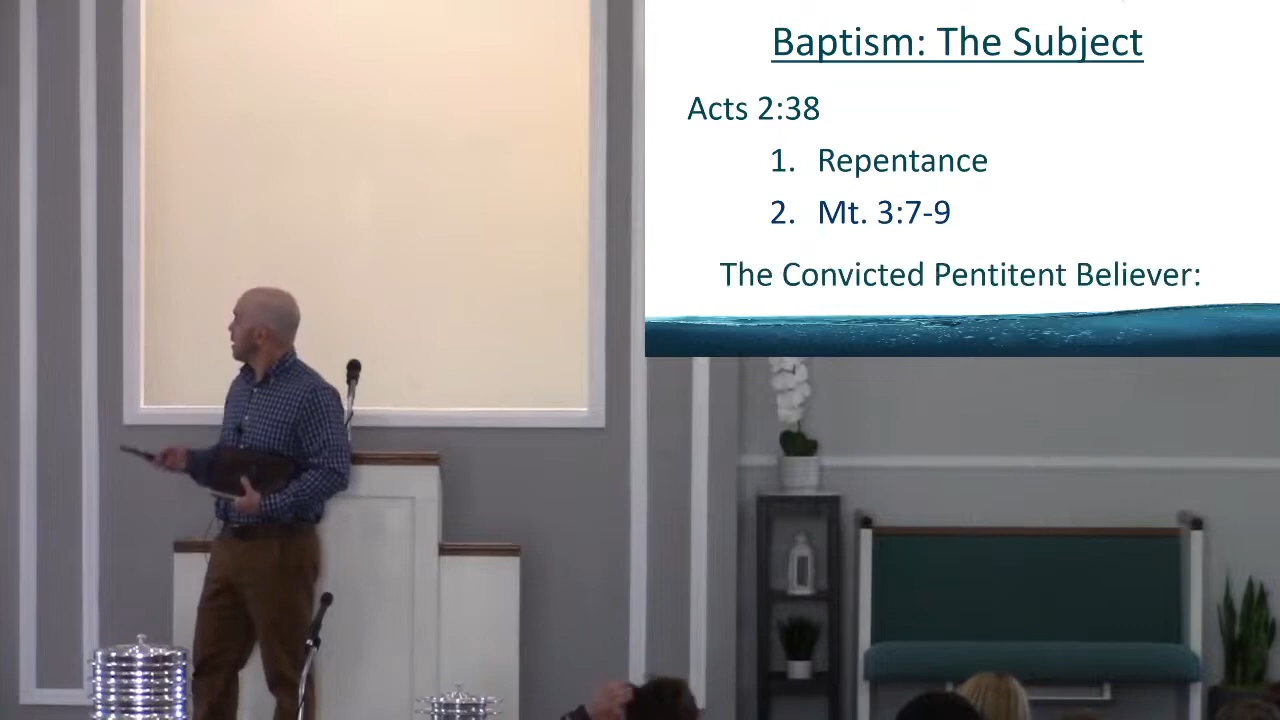 Baptism: The Subject
Acts 2:38
1. Repentance
2. Mt. 3:7-9
The Convicted Pentitent Believer: